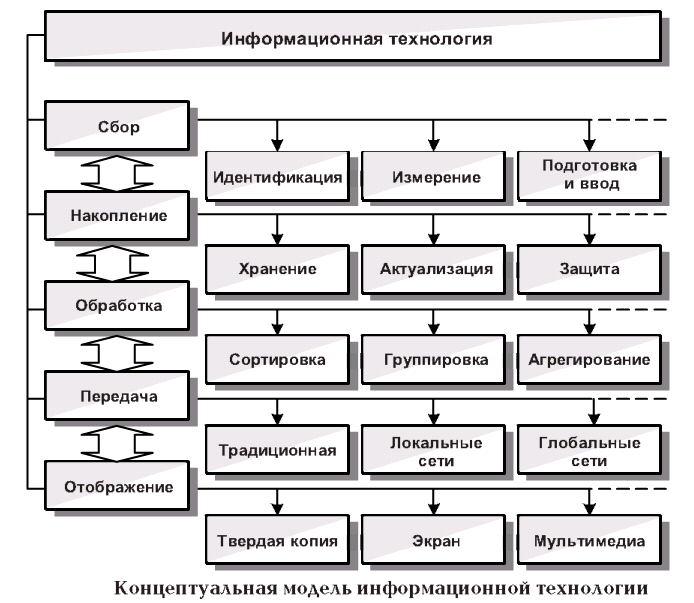 Информационная технология
Сбор
Идентификация
Измерение
Подготовка
и ввод
Накопление
Хранение
Актуализация
Защита
Обработка
Сортировка
Группировка
Агрегирование
Передача
Традиционная
Локальные
сети
Глобальные
сети
Отображение
Твердая копия
Экран
Мультимедиа
Концептуальная модель информационной технологии